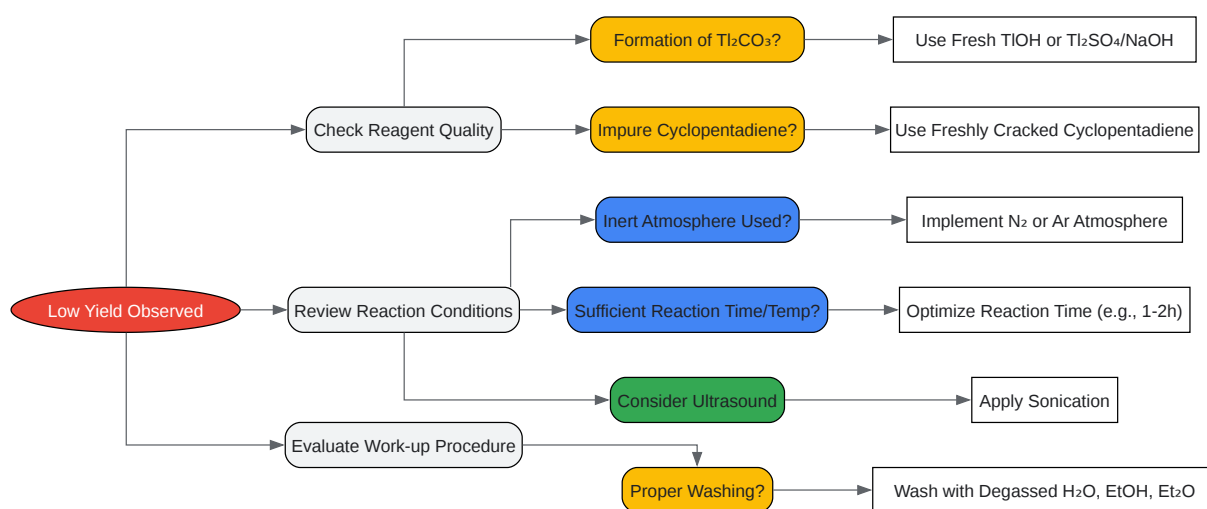 Formation of Tl₂CO₃?
Use Fresh TlOH or Tl₂SO₄/NaOH
Check Reagent Quality
Impure Cyclopentadiene?
Use Freshly Cracked Cyclopentadiene
Inert Atmosphere Used?
Implement N₂ or Ar Atmosphere
Low Yield Observed
Review Reaction Conditions
Sufficient Reaction Time/Temp?
Optimize Reaction Time (e.g., 1-2h)
Consider Ultrasound
Apply Sonication
Evaluate Work-up Procedure
Proper Washing?
Wash with Degassed H₂O, EtOH, Et₂O